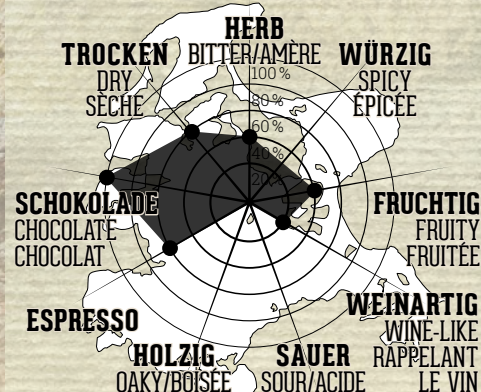 HERB
BITTER/AMÈRE
TROCKEN
DRY
SÈCHE
WÜRZIG
SPICY
ÉPICÉE
100%
80%
60%
40%
20%
SCHOKOLADE
CHOCOLATE
CHOCOLAT
FRUCHTIG
FRUITY
FRUITÉE
ESPRESSO
WEINARTIG
WINE-LIKE
RAPPELANT
LE VIN
HOLZIG
OAKY/BOISÉE
SAUER
SOUR/ACIDE